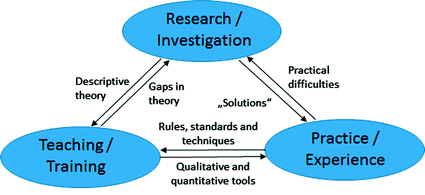 Research /
Investigation
Descriptive
theory
Gaps in
theory
„Solutions“
Practical
difficulties
Rules, standards and
techniques
Teaching /
Training
Practice /
Experience
Qualitative and
quantitative tools